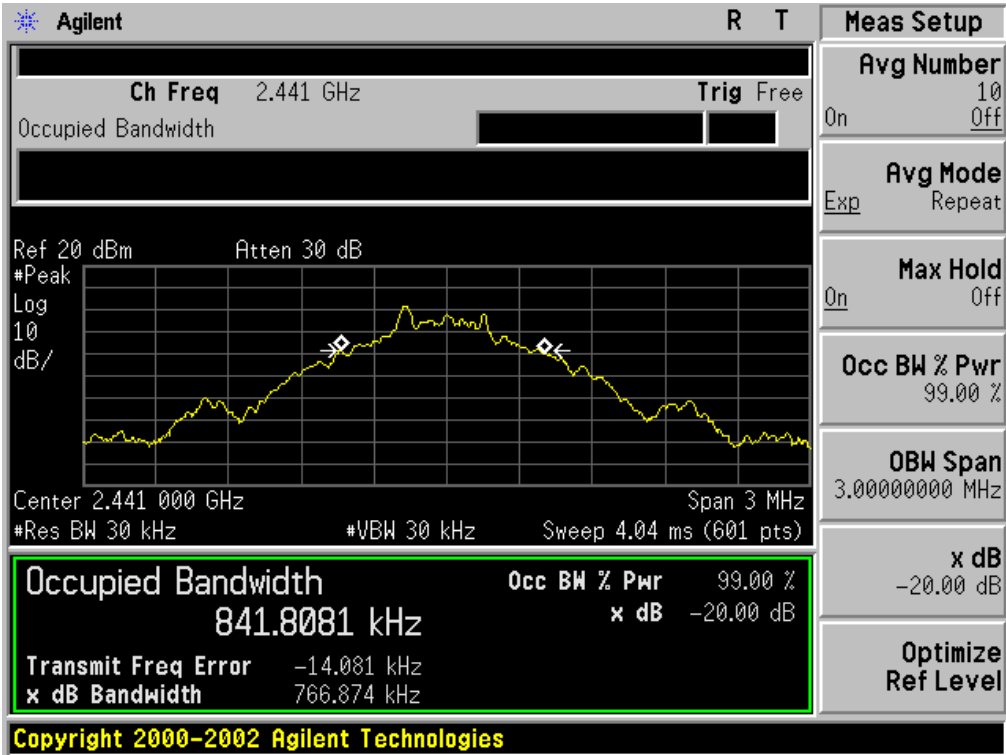 Agilent R T
Ch Freq 2.441 GHz Trig Free
Occupied Bandwidth
Ref 20 dBm Atten 30 dB
#Peak
Log
10
dB/
Center 2.441 000 GHz Span 3 MHz
#Res BW 30 kHz #VBW 30 kHz Sweep 4.04 ms (601 pts)
Occupied Bandwidth Occ BW % Pwr 99.00 %
841.8081 kHz x dB -20.00 dB
Transmit Freq Error -14.081 kHz
x dB Bandwidth 766.874 kHz
Copyright 2000-2002 Agilent Technologies
Meas Setup
Avg Number
10
On Off
Avg Mode
Exp Repeat
Max Hold
On Off
Occ BW % Pwr
99.00 %
OBW Span
3.00000000 MHz
x dB
-20.00 dB
Optimize
Ref Level